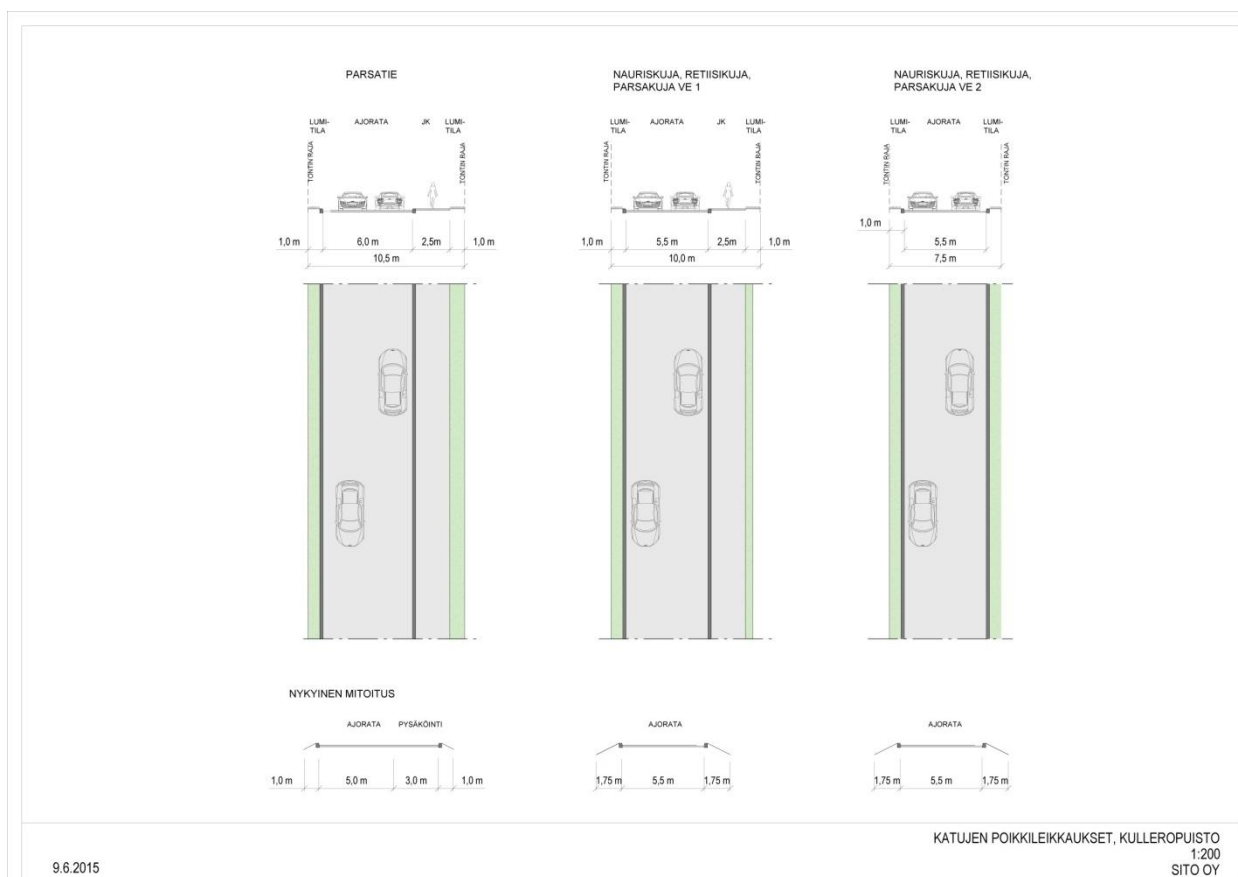 PARSATIE
LUMI-
TILA
AJORATA
JK
LUMI-
TILA
TONTIN RAJA
TONTIN RAJA
1,0 m
6,0 m
2,5m
1,0 m
10,5 m
NAURISKUJA, RETIISIKUJA,
PARSAKUJA VE 1
LUMI-
TILA
AJORATA
JK
LUMI-
TILA
TONTIN RAJA
TONTIN RAJA
1,0 m
5,5 m
2,5m
1,0 m
10,0 m
NAURISKUJA, RETIISIKUJA,
PARSAKUJA VE 2
LUMI-
TILA
AJORATA
LUMI-
TILA
TONTIN RAJA
TONTIN RAJA
1,0 m
5,5 m
7,5 m
NYKYINEN MITOITUS
AJORATA
PYSÄKÖINTI
1,0 m
5,0 m
3,0 m
1,0 m
AJORATA
1,75 m
5,5 m
1,75 m
AJORATA
1,75 m
5,5 m
1,75 m
KATUJEN POIKKILEIKKAUKSET, KULLEROPUISTO
1:200
SITO OY
9.6.2015